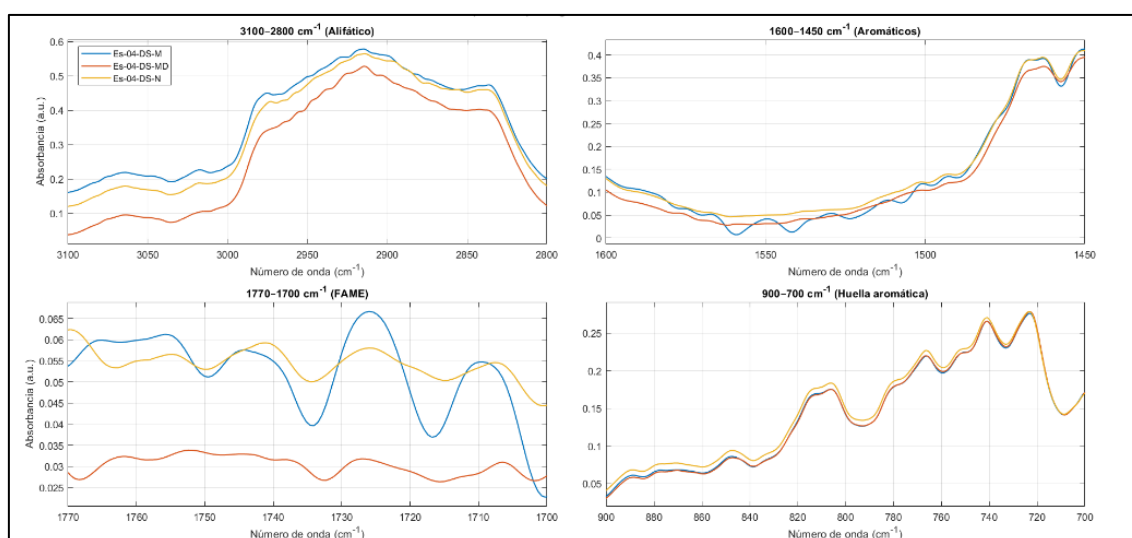 3100–2800 cm⁻¹ (Alifático)
Es-04-DS-M
Es-04-DS-MD
Es-04-DS-N
Absorbancia (a.u.)
0.6
0.5
0.4
0.3
0.2
0.1
3100 3050 3000 2950 2900 2850 2800
Número de onda (cm⁻¹)
1600–1450 cm⁻¹ (Aromáticos)
0.4
0.35
0.3
0.25
0.2
0.15
0.1
0.05
0
1600 1550 1500 1450
Número de onda (cm⁻¹)
1770–1700 cm⁻¹ (FAME)
Absorbancia (a.u.)
0.065
0.06
0.055
0.05
0.045
0.04
0.035
0.03
0.025
1770 1760 1750 1740 1730 1720 1710 1700
Número de onda (cm⁻¹)
900–700 cm⁻¹ (Huella aromática)
0.25
0.2
0.15
0.1
0.05
900 880 860 840 820 800 780 760 740 720 700
Número de onda (cm⁻¹)